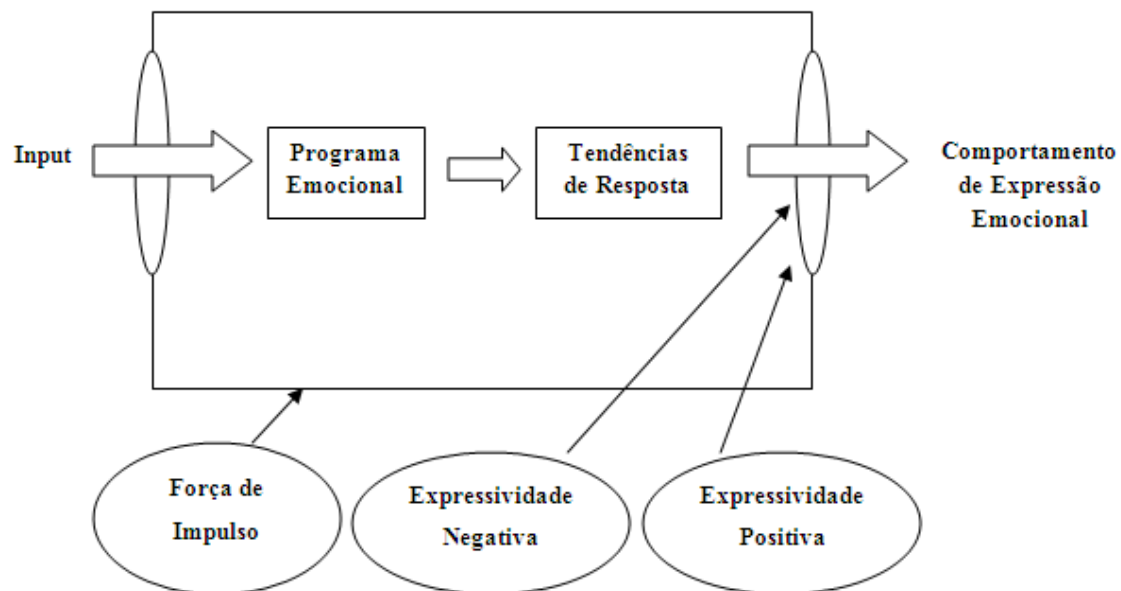 Input
Programa
Emocional
Tendências
de Resposta
Comportamento
de Expressão
Emocional
Força de
Impulso
Expressividade
Negativa
Expressividade
Positiva